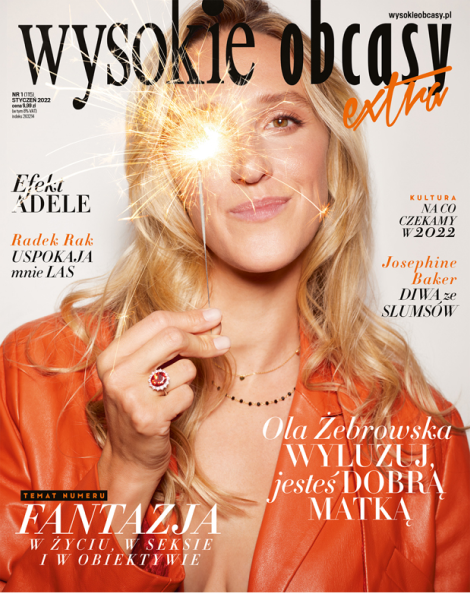 wysokieobcasy.pl
wysokie obcasy
extra
NR 1 (115)
STYCZEŃ 2022
Efekt
ADELE
Radek Rak
USPOKAJA
mnie LAS
KULTURA
NA CO
CZEKAMY
W 2022
Josephine
Baker
DIWA ze
SLUMSÓW
Ola Żebrowska
WYLUZUJ,
jesteś DOBRĄ
MATKĄ
TEMAT NUMERU
FANTAZJA
W ŻYCIU, W SEKSIE
I W OBIEKTYWIE